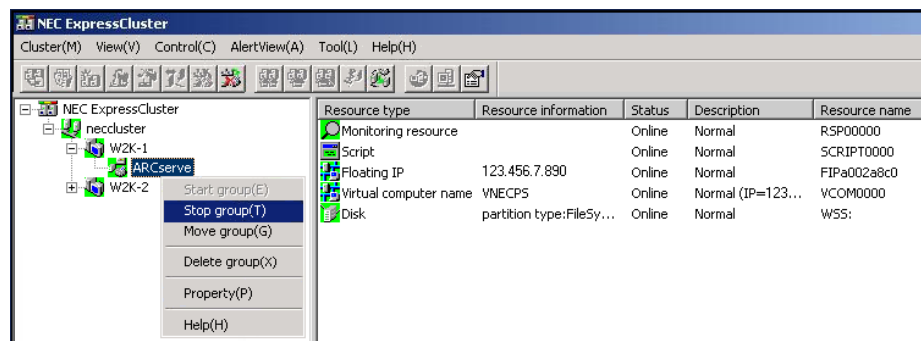 NEC ExpressCluster
Cluster(M) View(V) Control(C) AlertView(A) Tool(L) Help(H)
NEC ExpressCluster
neccluster
W2K-1
ARCserve
W2K-2
Start group(E)
Stop group(T)
Move group(G)
Delete group(X)
Property(P)
Help(H)
Resource type Resource information Status Description Resource name
Monitoring resource Online Normal RSP00000
Script Online Normal SCRIPT0000
Floating IP 123.456.7.890 Online Normal FIPa002a8c0
Virtual computer name VNECPS Online Normal (IP=123... VCOM0000
Disk partition type:FileSy... Online Normal WSS: